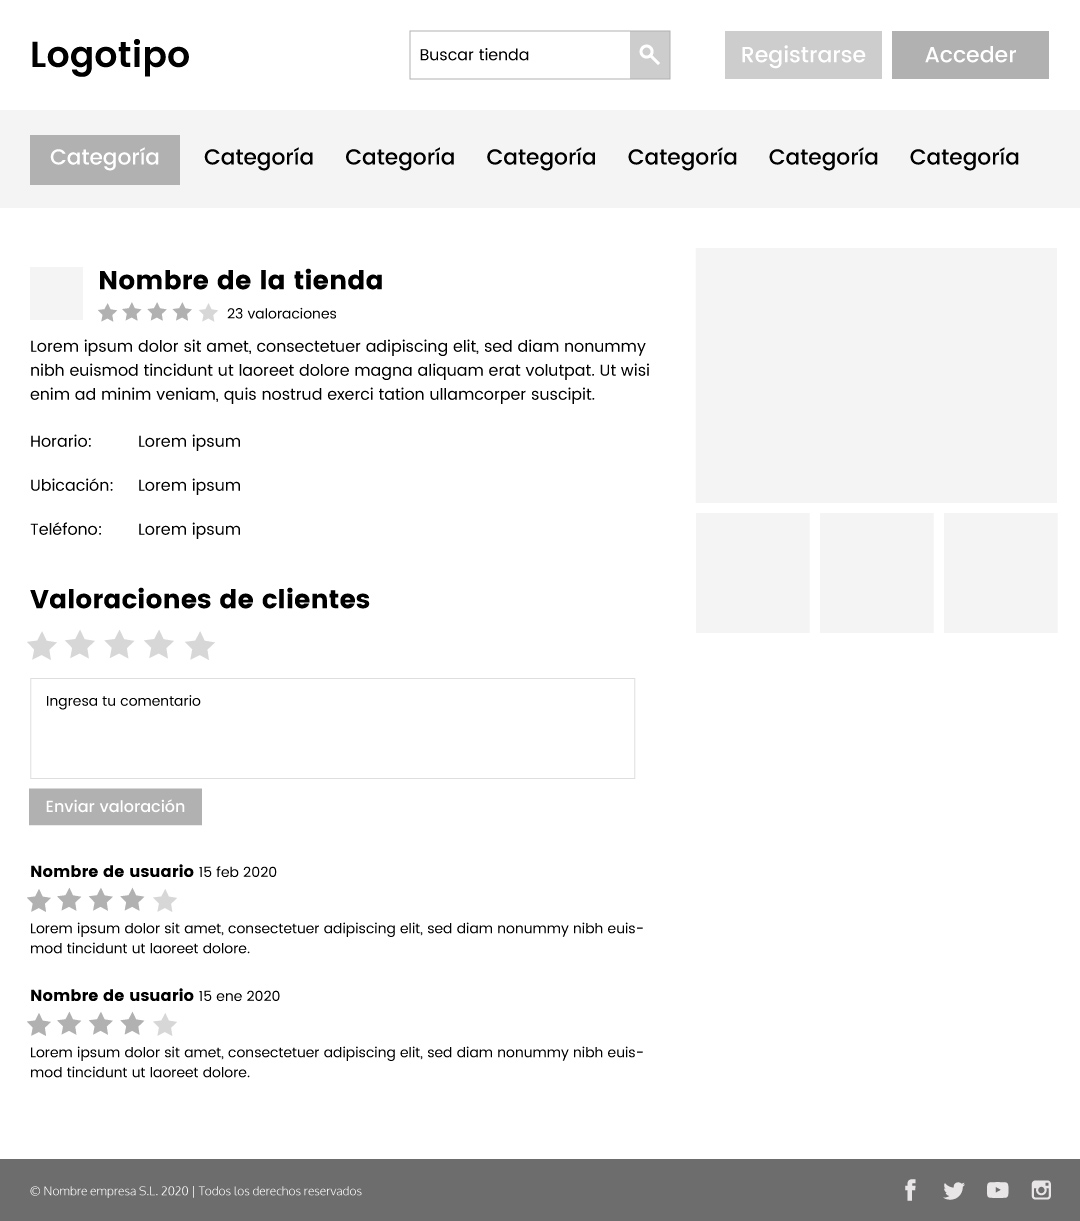 Logotipo
Buscar tienda
Registrarse
Acceder
Categoría Categoría Categoría Categoría Categoría Categoría Categoría
Nombre de la tienda
23 valoraciones
Lorem ipsum dolor sit amet, consectetuer adipiscing elit, sed diam nonummy
nibh euismod tincidunt ut laoreet dolore magna aliquam erat volutpat. Ut wisi
enim ad minim veniam, quis nostrud exerci tation ullamcorper suscipit.
Horario: Lorem ipsum
Ubicación: Lorem ipsum
Teléfono: Lorem ipsum
Valoraciones de clientes
Ingresa tu comentario
Enviar valoración
Nombre de usuario 15 feb 2020
Lorem ipsum dolor sit amet, consectetuer adipiscing elit, sed diam nonummy nibh euis-
mod tincidunt ut laoreet dolore.
Nombre de usuario 15 ene 2020
Lorem ipsum dolor sit amet, consectetuer adipiscing elit, sed diam nonummy nibh euis-
mod tincidunt ut laoreet dolore.
© Nombre empresa S.L. 2020 | Todos los derechos reservados